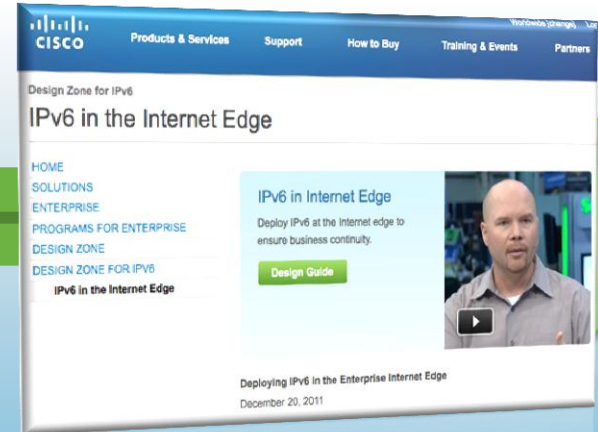 Worldwide [change]
CISCO
Products & Services
Support
How to Buy
Training & Events
Partners
Design Zone for IPv6
IPv6 in the Internet Edge
HOME
SOLUTIONS
ENTERPRISE
PROGRAMS FOR ENTERPRISE
DESIGN ZONE
DESIGN ZONE FOR IPV6
IPv6 in the Internet Edge
IPv6 in Internet Edge
Deploy IPv6 at the Internet edge to
ensure business continuity.
Design Guide
Deploying IPv6 in the Enterprise Internet Edge
December 20, 2011